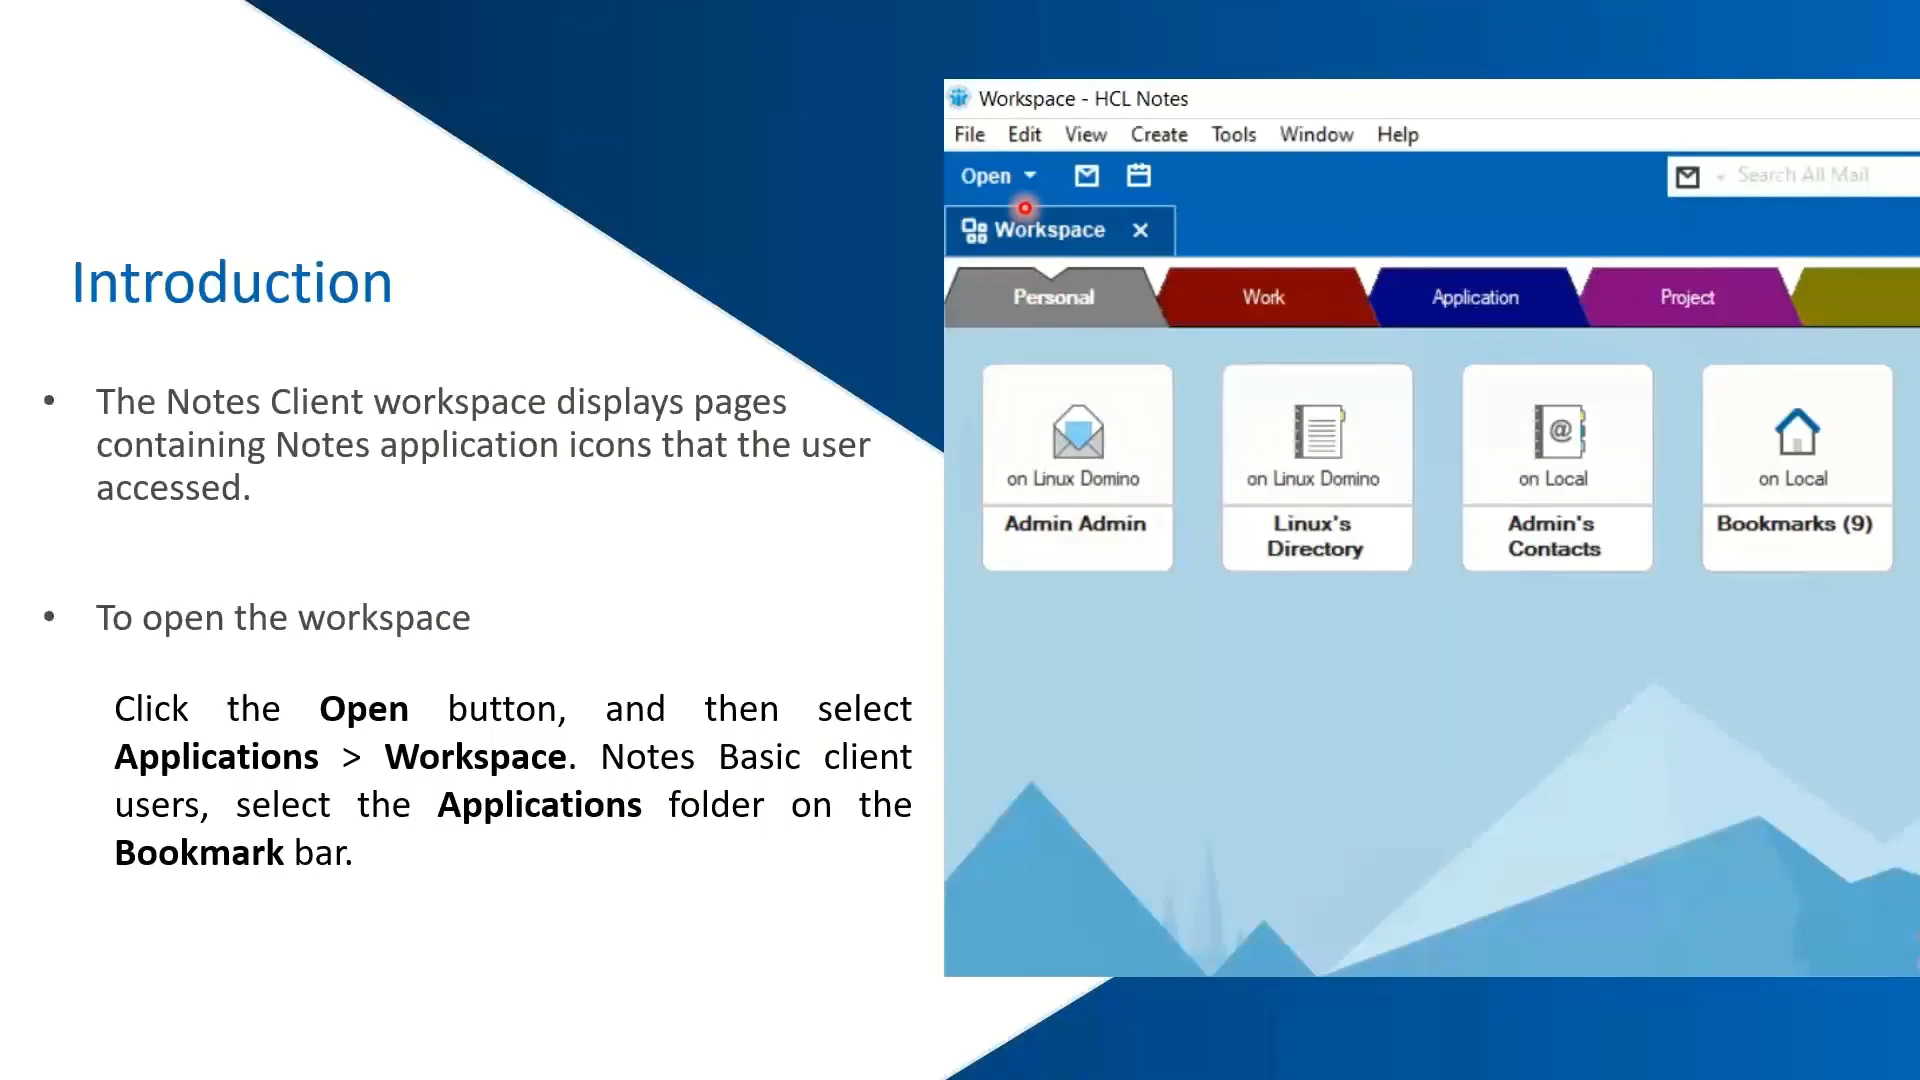 Introduction
• The Notes Client workspace displays pages
containing Notes application icons that the user
accessed.
• To open the workspace
Click the Open button, and then select
Applications > Workspace. Notes Basic client
users, select the Applications folder on the
Bookmark bar.
Workspace - HCL Notes
File Edit View Create Tools Window Help
Open
Search All Mail
Workspace
Personal Work Application Project
on Linux Domino on Linux Domino on Local on Local
Admin Admin Linux's Admin's Bookmarks (9)
Directory Contacts